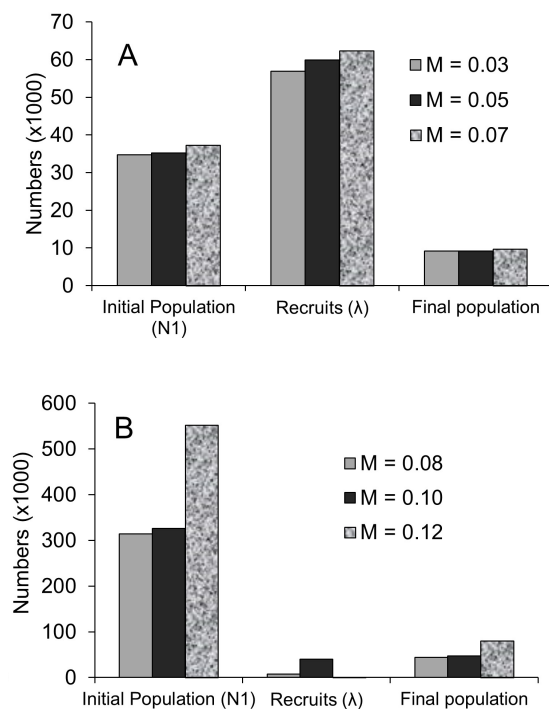 A
Numbers (x1000)
70
60
50
40
30
20
10
0
M = 0.03
M = 0.05
M = 0.07
Initial Population
(N1)
Recruits (λ)
Final population
B
Numbers (x1000)
600
500
400
300
200
100
0
M = 0.08
M = 0.10
M = 0.12
Initial Population (N1)
Recruits (λ)
Final population